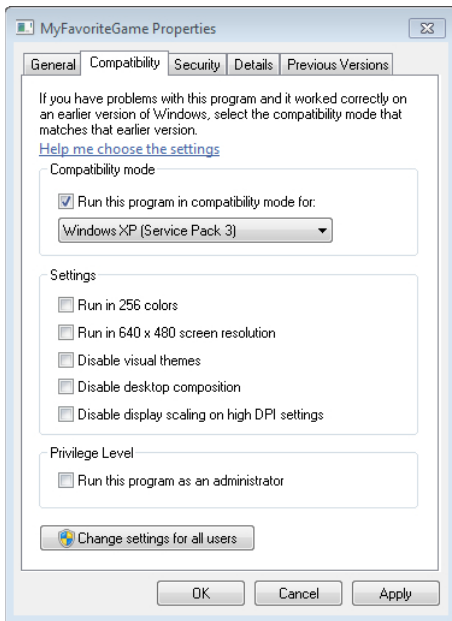 MyFavoriteGame Properties
General Compatibility Security Details Previous Versions
If you have problems with this program and it worked correctly on
an earlier version of Windows, select the compatibility mode that
matches that earlier version.
Help me choose the settings
Compatibility mode
Run this program in compatibility mode for:
Windows XP (Service Pack 3)
Settings
Run in 256 colors
Run in 640 x 480 screen resolution
Disable visual themes
Disable desktop composition
Disable display scaling on high DPI settings
Privilege Level
Run this program as an administrator
Change settings for all users
OK Cancel Apply